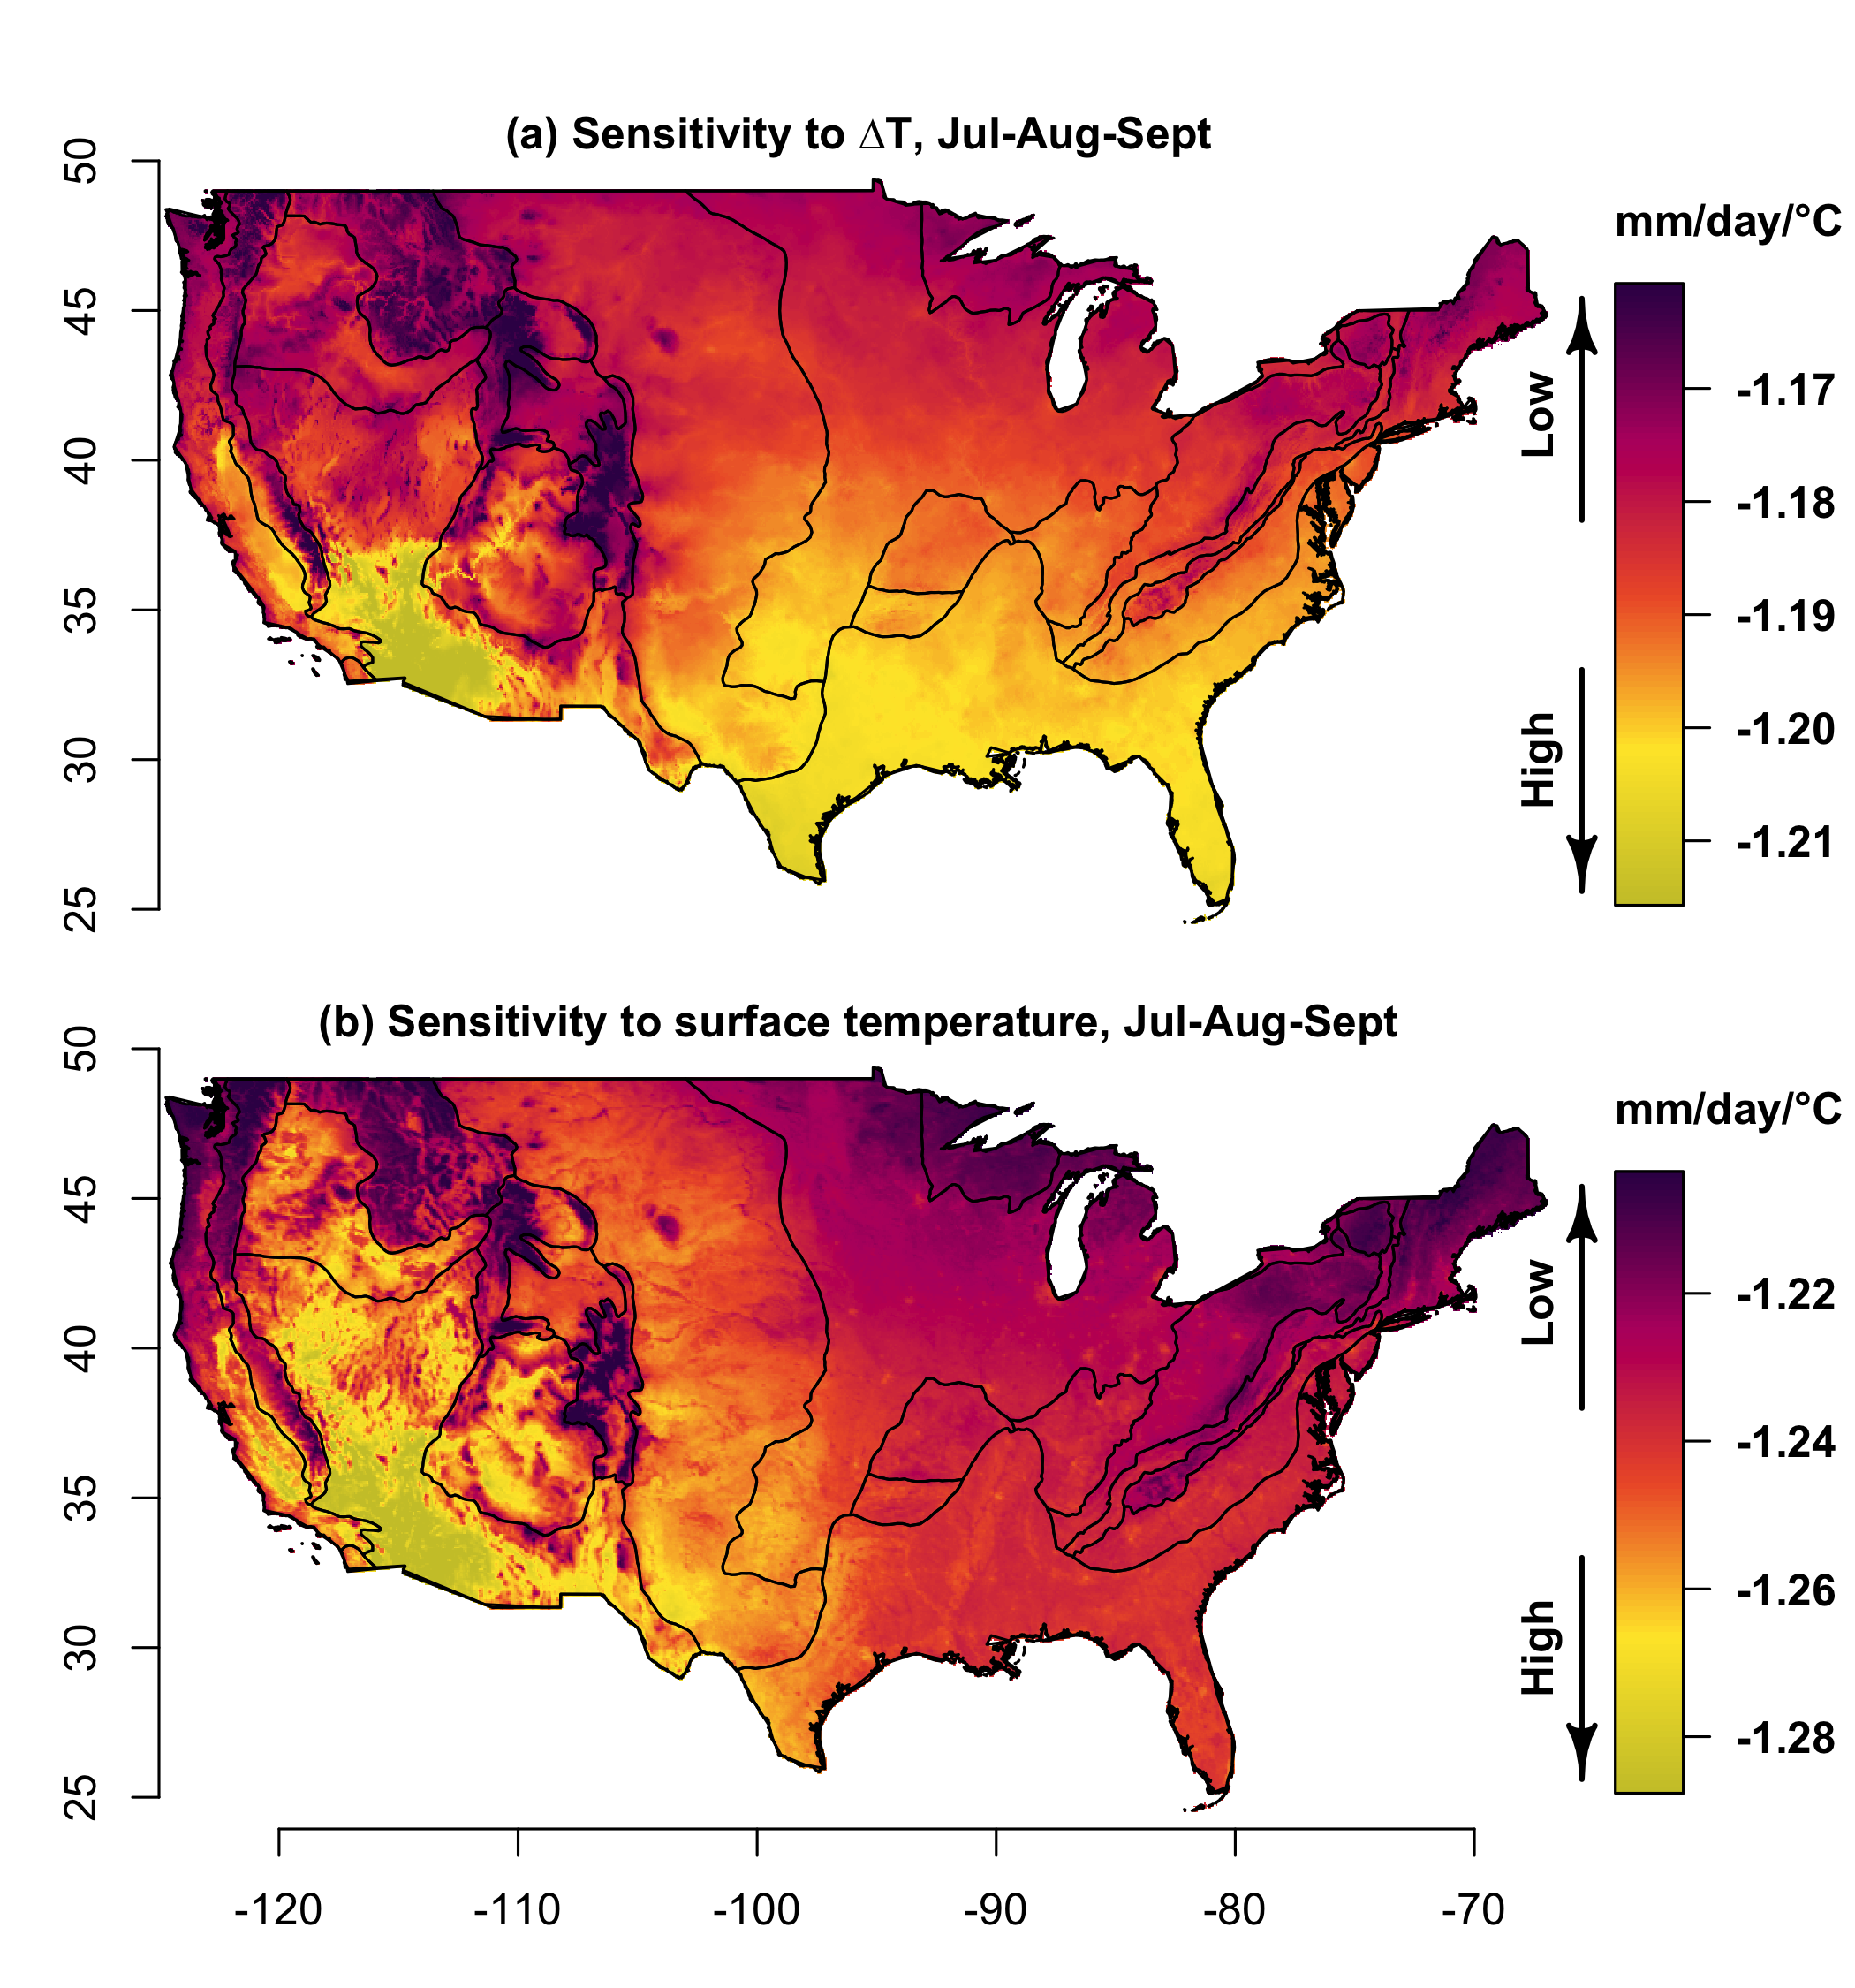 (a) Sensitivity to ΔT, Jul-Aug-Sept
50
45
40
35
30
25
mm/day/°C
Low
High
-1.17
-1.18
-1.19
-1.20
-1.21
(b) Sensitivity to surface temperature, Jul-Aug-Sept
50
45
40
35
30
25
mm/day/°C
Low
High
-1.22
-1.24
-1.26
-1.28
-120 -110 -100 -90 -80 -70